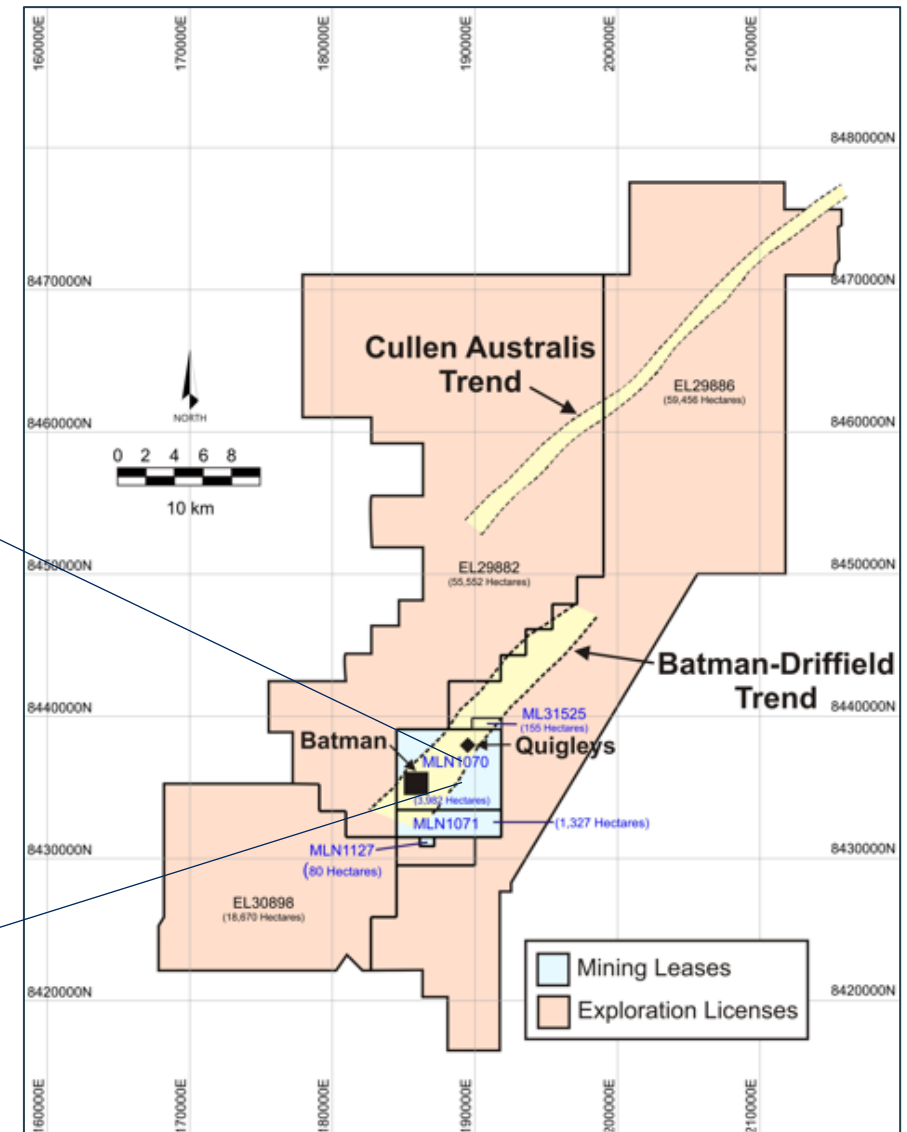 160000E
170000E
180000E
190000E
200000E
210000E
8480000N
8470000N
8470000N
Cullen Australis
Trend
EL29886
(59,456 Hectares)
NORTH
8460000N
8460000N
0 2 4 6 8
10 km
8450000N
8450000N
EL29882
(55,552 Hectares)
Batman-Driffield
Trend
8440000N
8440000N
ML31525
(155 Hectares)
Batman
Quigleys
MLN1070
(3,982 Hectares)
MLN1071
(1,327 Hectares)
MLN1127
(80 Hectares)
8430000N
8430000N
EL30898
(18,670 Hectares)
Mining Leases
Exploration Licenses
8420000N
8420000N
160000E
170000E
180000E
190000E
200000E
210000E